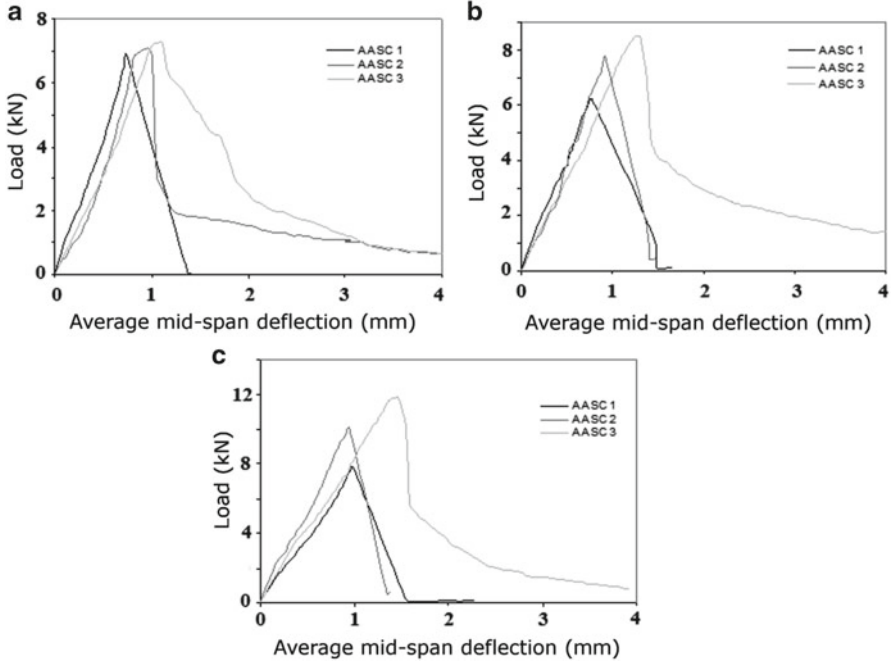 a
8
6
4
2
0
Load (kN)
AASC 1
AASC 2
AASC 3
0 1 2 3 4
Average mid-span deflection (mm)
b
8
6
4
2
0
Load (kN)
AASC 1
AASC 2
AASC 3
0 1 2 3 4
Average mid-span deflection (mm)
c
12
8
4
0
Load (kN)
AASC 1
AASC 2
AASC 3
0 1 2 3 4
Average mid-span deflection (mm)